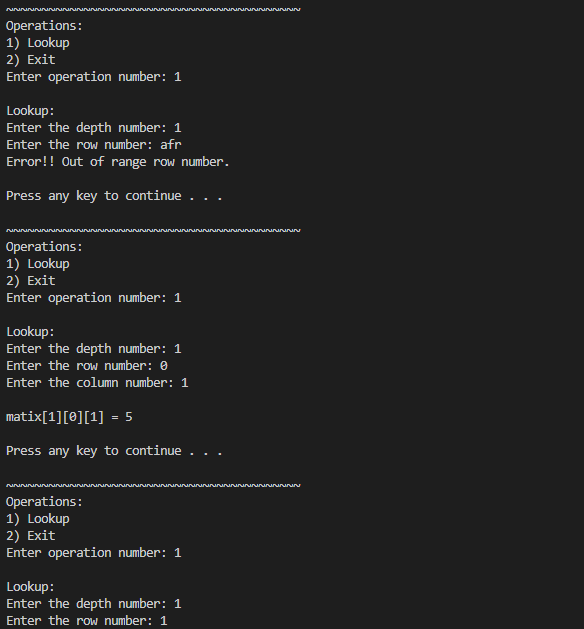 ~~~~~~~~~~~~~~~~~~~~~~~~~~~~~~~~~~~~~~~~~~
Operations:
1) Lookup
2) Exit
Enter operation number: 1
Lookup:
Enter the depth number: 1
Enter the row number: afr
Error!! Out of range row number.
Press any key to continue . . .
~~~~~~~~~~~~~~~~~~~~~~~~~~~~~~~~~~~~~~~~~~
Operations:
1) Lookup
2) Exit
Enter operation number: 1
Lookup:
Enter the depth number: 1
Enter the row number: 0
Enter the column number: 1
matix[1][0][1] = 5
Press any key to continue . . .
~~~~~~~~~~~~~~~~~~~~~~~~~~~~~~~~~~~~~~~~~~
Operations:
1) Lookup
2) Exit
Enter operation number: 1
Lookup:
Enter the depth number: 1
Enter the row number: 1